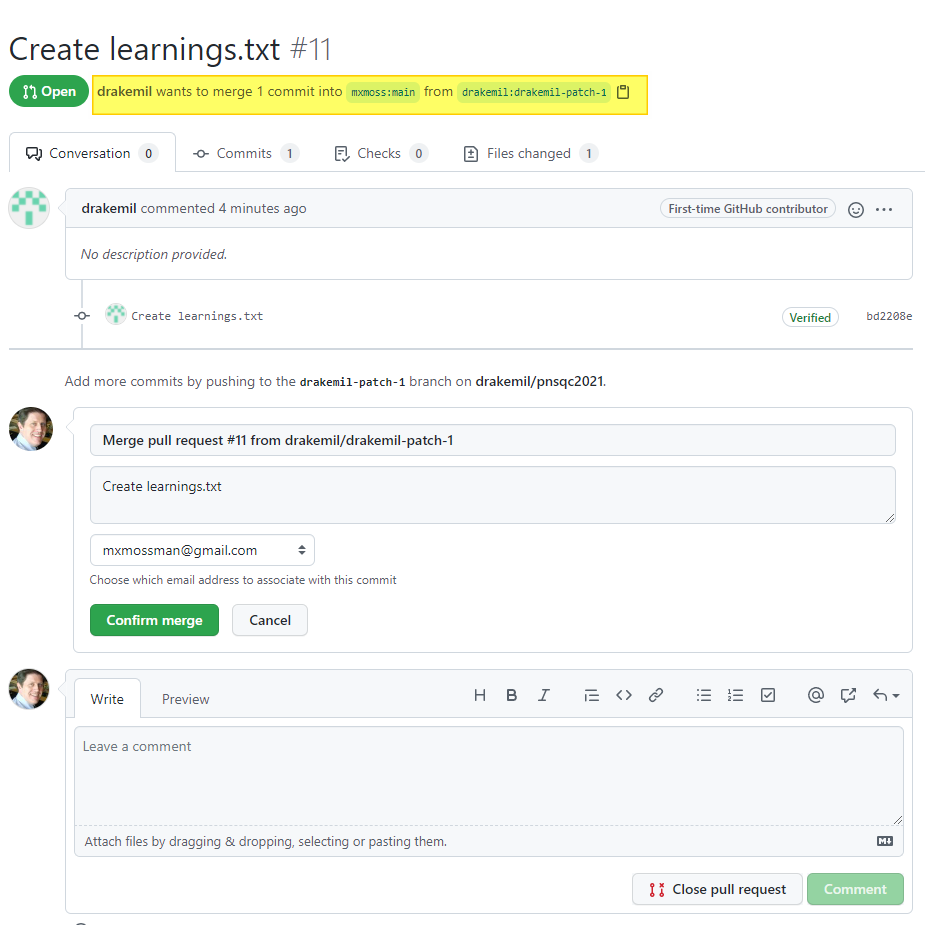 Create learnings.txt #11
Open drakemil wants to merge 1 commit into mxmoss:main from drakemil:drakemil-patch-1
Conversation 0 Commits 1 Checks 0 Files changed 1
drakemil commented 4 minutes ago First-time GitHub contributor
No description provided.
Create learnings.txt Verified bd2208e
Add more commits by pushing to the drakemil-patch-1 branch on drakemil/pnsqc2021.
Merge pull request #11 from drakemil/drakemil-patch-1
Create learnings.txt
mxmossman@gmail.com
Choose which email address to associate with this commit
Confirm merge Cancel
Write Preview
Leave a comment
Attach files by dragging & dropping, selecting or pasting them.
Close pull request Comment